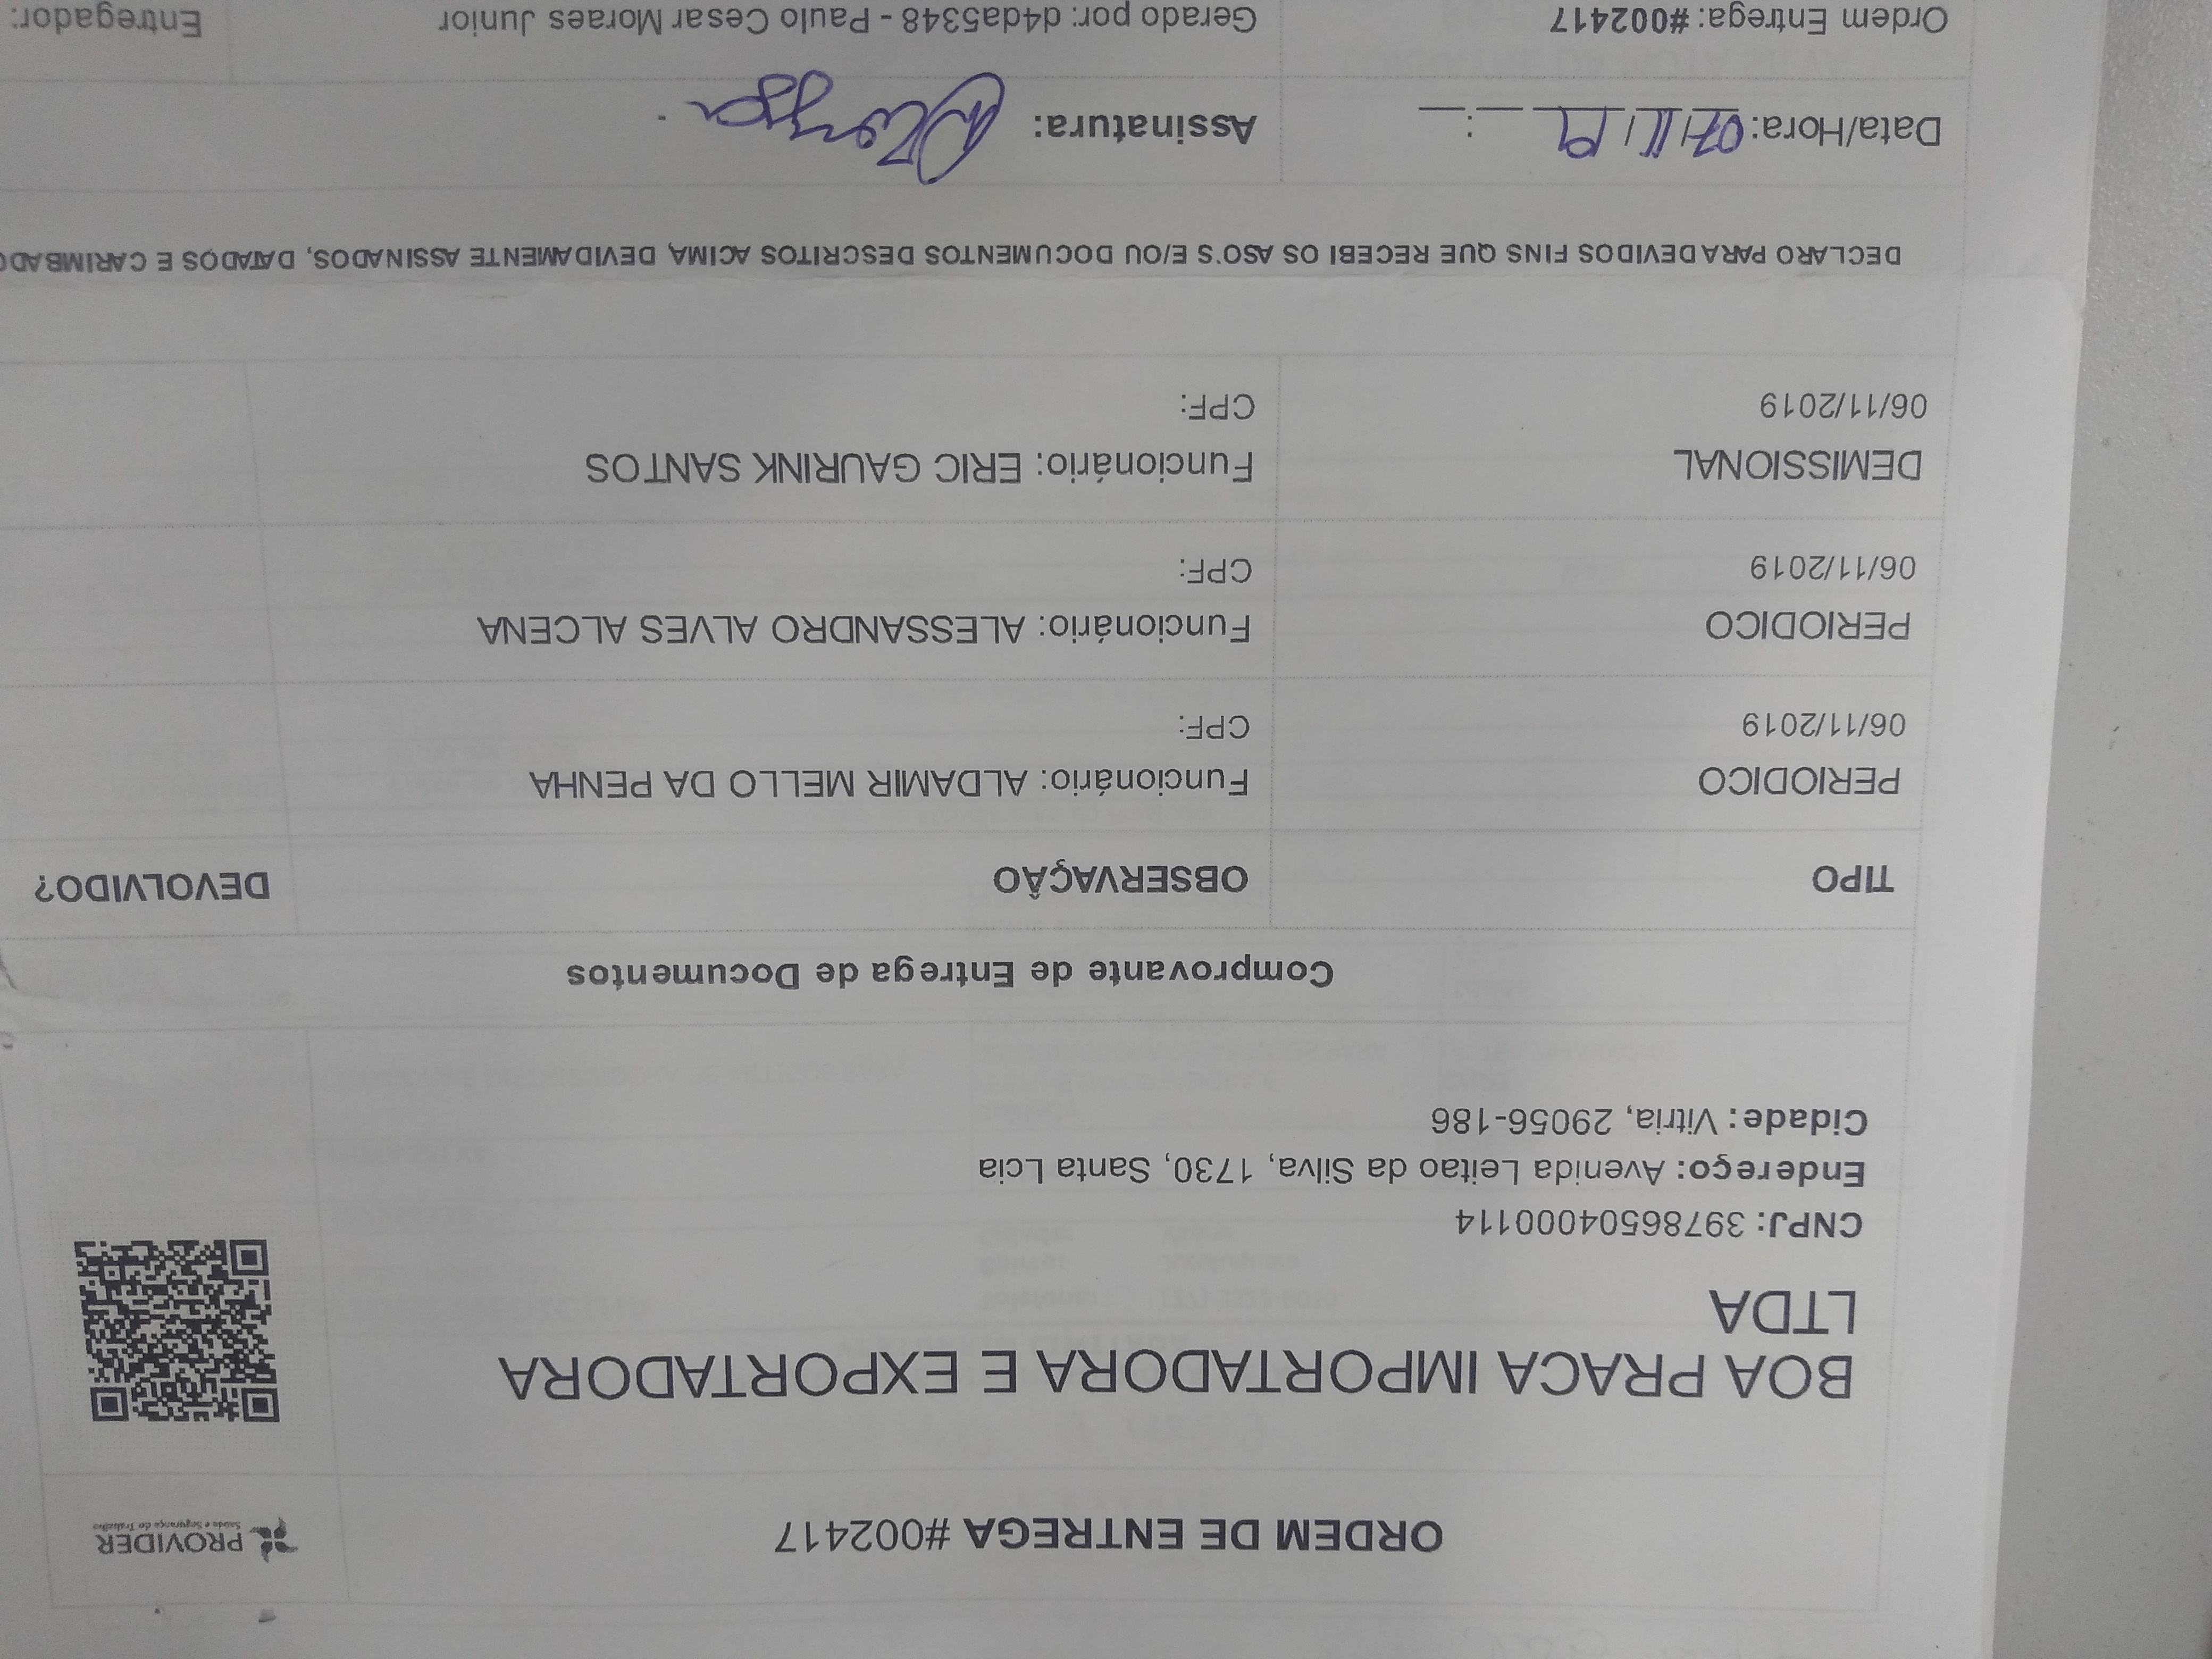 ORDEM DE ENTREGA #002417
PROVIDER
Saúde e Segurança do Trabalho
BOA PRACA IMPORTADORA E EXPORTADORA
LTDA
CNPJ: 39786504000114
Endereço: Avenida Leitao da Silva, 1730, Santa Lcia
Cidade: Vitria, 29056-186
Comprovante de Entrega de Documentos
TIPO OBSERVAÇÃO DEVOLVIDO?
PERIODICO Funcionário: ALDAMIR MELLO DA PENHA
06/11/2019 CPF:
PERIODICO Funcionário: ALESSANDRO ALVES ALCENA
06/11/2019 CPF:
DEMISSIONAL Funcionário: ERIC GAURINK SANTOS
06/11/2019 CPF:
DECLARO PARA DEVIDOS FINS QUE RECEBI OS ASO'S E/OU DOCUMENTOS DESCRITOS ACIMA, DEVIDAMENTE ASSINADOS, DATADOS E CARIMBADO
Data/Hora: 07/11/19 : Assinatura:
Ordem Entrega: #002417 Gerado por: d4da5348 - Paulo Cesar Moraes Junior Entregador: